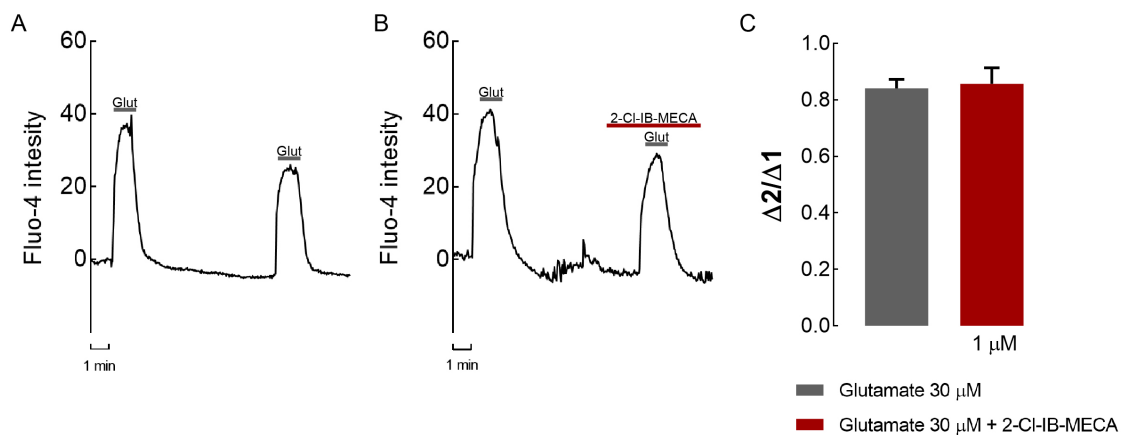 A
60
40
20
0
Fluo-4 intesity
Glut
Glut
1 min
B
60
40
20
0
Fluo-4 intesity
Glut
2-Cl-IB-MECA
Glut
1 min
C
1.0
0.8
0.6
0.4
0.2
0.0
Δ2/Δ1
1 μM
Glutamate 30 μM
Glutamate 30 μM + 2-Cl-IB-MECA